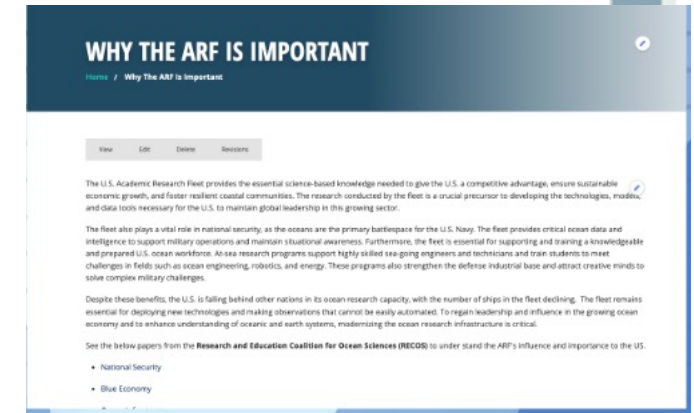 WHY THE ARF IS IMPORTANT
Home / Why The ARF Is Important
View Edit Delete Revisions
The U.S. Academic Research Fleet provides the essential science-based knowledge needed to give the U.S. a competitive advantage, ensure sustainable
economic growth, and foster resilient coastal communities. The research conducted by the fleet is a crucial precursor to developing the technologies, models,
and data tools necessary for the U.S. to maintain global leadership in this growing sector.
The fleet also plays a vital role in national security, as the oceans are the primary battlespace for the U.S. Navy. The fleet provides critical ocean data and
intelligence to support military operations and maintain situational awareness. Furthermore, the fleet is essential for supporting and training a knowledgeable
and prepared U.S. ocean workforce. At-sea research programs support highly skilled sea-going engineers and technicians and train students to meet
challenges in fields such as ocean engineering, robotics, and energy. These programs also strengthen the defense industrial base and attract creative minds to
solve complex military challenges.
Despite these benefits, the U.S. is falling behind other nations in its ocean research capacity, with the number of ships in the fleet declining. The fleet remains
essential for deploying new technologies and making observations that cannot be easily automated. To regain leadership and influence in the growing ocean
economy and to enhance understanding of oceanic and earth systems, modernizing the ocean research infrastructure is critical.
See the below papers from the Research and Education Coalition for Ocean Sciences (RECOS) to under stand the ARF's influence and importance to the US.
• National Security
• Blue Economy